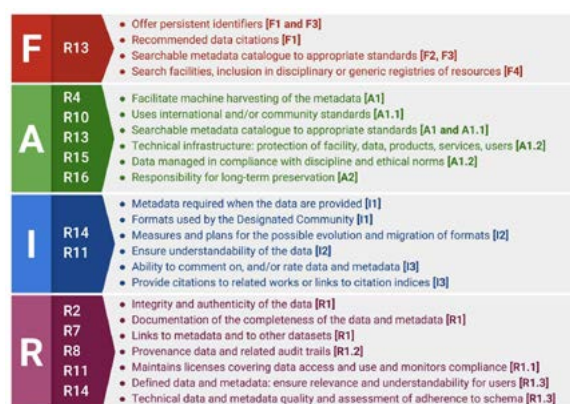 F
R13
• Offer persistent identifiers [F1 and F3]
• Recommended data citations [F1]
• Searchable metadata catalogue to appropriate standards [F2, F3]
• Search facilities, inclusion in disciplinary or generic registries of resources [F4]
A
R4
R10
R13
R15
R16
• Facilitate machine harvesting of the metadata [A1]
• Uses international and/or community standards [A1.1]
• Searchable metadata catalogue to appropriate standards [A1 and A1.1]
• Technical infrastructure: protection of facility, data, products, services, users [A1.2]
• Data managed in compliance with discipline and ethical norms [A1.2]
• Responsibility for long-term preservation [A2]
I
R14
R11
• Metadata required when the data are provided [I1]
• Formats used by the Designated Community [I1]
• Measures and plans for the possible evolution and migration of formats [I2]
• Ensure understandability of the data [I2]
• Ability to comment on, and/or rate data and metadata [I3]
• Provide citations to related works or links to citation indices [I3]
R
R2
R7
R8
R11
R14
• Integrity and authenticity of the data [R1]
• Documentation of the completeness of the data and metadata [R1]
• Links to metadata and to other datasets [R1]
• Provenance data and related audit trails [R1.2]
• Maintains licenses covering data access and use and monitors compliance [R1.1]
• Defined data and metadata: ensure relevance and understandability for users [R1.3]
• Technical data and metadata quality and assessment of adherence to schema [R1.3]